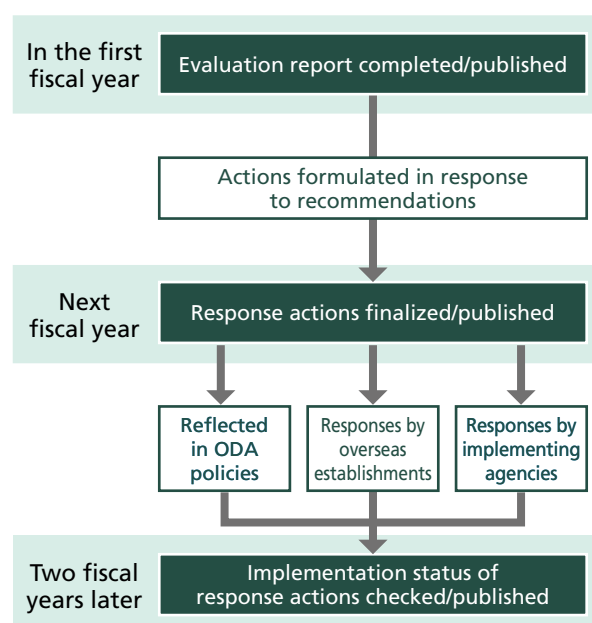 In the first
fiscal year
Evaluation report completed/published
Actions formulated in response
to recommendations
Next
fiscal year
Response actions finalized/published
Reflected
in ODA
policies
Responses by
overseas
establishments
Responses by
implementing
agencies
Two fiscal
years later
Implementation status of
response actions checked/published